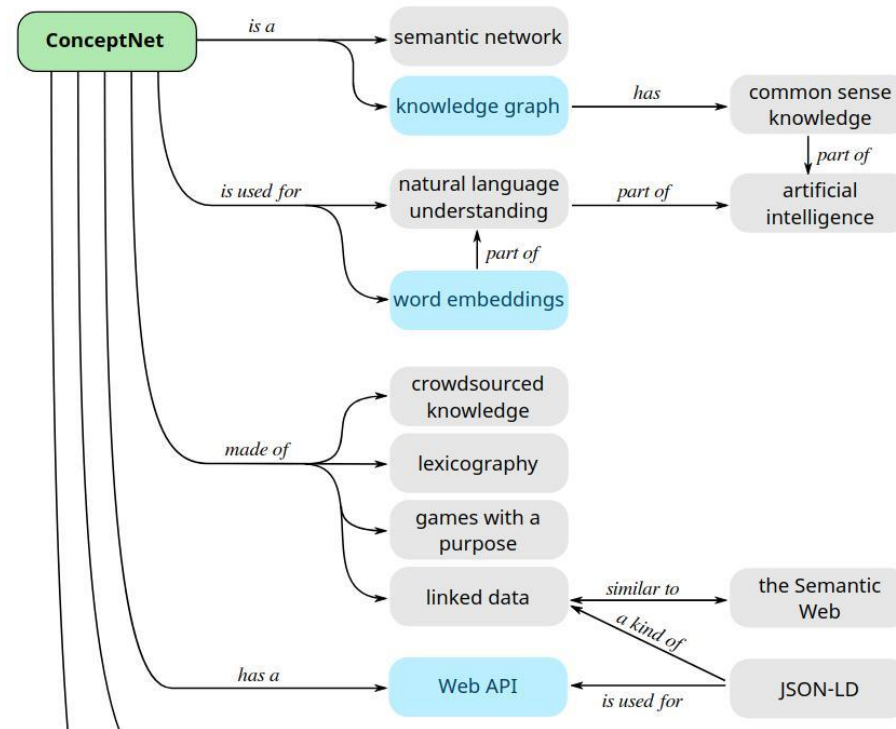 ConceptNet
is a
semantic network
knowledge graph
has
common sense
knowledge
part of
is used for
natural language
understanding
part of
artificial
intelligence
part of
word embeddings
crowdsourced
knowledge
made of
lexicography
games with a
purpose
linked data
similar to
the Semantic
Web
a kind of
has a
Web API
is used for
JSON-LD